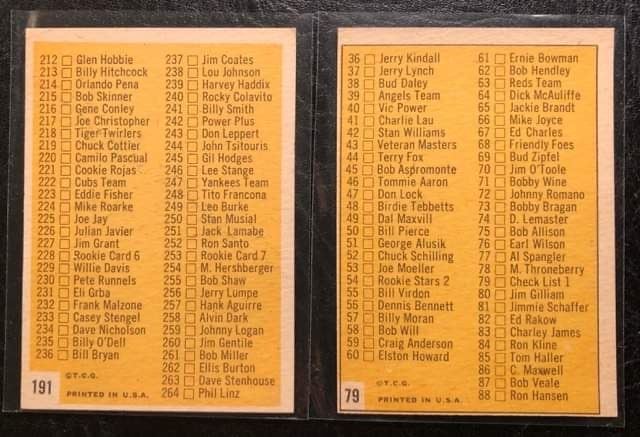 212 Glen Hobbie
213 Billy Hitchcock
214 Orlando Pena
215 Bob Skinner
216 Gene Conley
217 Joe Christopher
218 Tiger Twirlers
219 Chuck Cottier
220 Camilo Pascual
221 Cookie Rojas
222 Cubs Team
223 Eddie Fisher
224 Mike Roarke
225 Joe Jay
226 Julian Javier
227 Jim Grant
228 Rookie Card 6
229 Willie Davis
230 Pete Runnels
231 Eli Grba
232 Frank Malzone
233 Casey Stengel
234 Dave Nicholson
235 Billy O'Dell
236 Bill Bryan
237 Jim Coates
238 Lou Johnson
239 Harvey Haddix
240 Rocky Colavito
241 Billy Smith
242 Power Plus
243 Don Leppert
244 John Tsitouris
245 Gil Hodges
246 Lee Stange
247 Yankees Team
248 Tito Francona
249 Leo Burke
250 Stan Musial
251 Jack Lamabe
252 Ron Santo
253 Rookie Card 7
254 M. Hershberger
255 Bob Shaw
256 Jerry Lumpe
257 Hank Aguirre
258 Alvin Dark
259 Johnny Logan
260 Jim Gentile
261 Bob Miller
262 Ellis Burton
263 Dave Stenhouse
264 Phil Linz
©T.C.G.
191
PRINTED IN U.S.A.
36 Jerry Kindall
37 Jerry Lynch
38 Bud Daley
39 Angels Team
40 Vic Power
41 Charlie Lau
42 Stan Williams
43 Veteran Masters
44 Terry Fox
45 Bob Aspromonte
46 Tommie Aaron
47 Don Lock
48 Birdie Tebbetts
49 Dal Maxvill
50 Bill Pierce
51 George Alusik
52 Chuck Schilling
53 Joe Moeller
54 Rookie Stars 2
55 Bill Virdon
56 Dennis Bennett
57 Billy Moran
58 Bob Will
59 Craig Anderson
60 Elston Howard
61 Ernie Bowman
62 Bob Hendley
63 Reds Team
64 Dick McAuliffe
65 Jackie Brandt
66 Mike Joyce
67 Ed Charles
68 Friendly Foes
69 Bud Zipfel
70 Jim O'Toole
71 Bobby Wine
72 Johnny Romano
73 Bobby Bragan
74 D. Lemaster
75 Bob Allison
76 Earl Wilson
77 Al Spangler
78 M. Throneberry
79 Check List 1
80 Jim Gilliam
81 Jimmie Schaffer
82 Ed Rakow
83 Charley James
84 Ron Kline
85 Tom Haller
86 C. Maxwell
87 Bob Veale
88 Ron Hansen
©T.C.G.
79
PRINTED IN U.S.A.